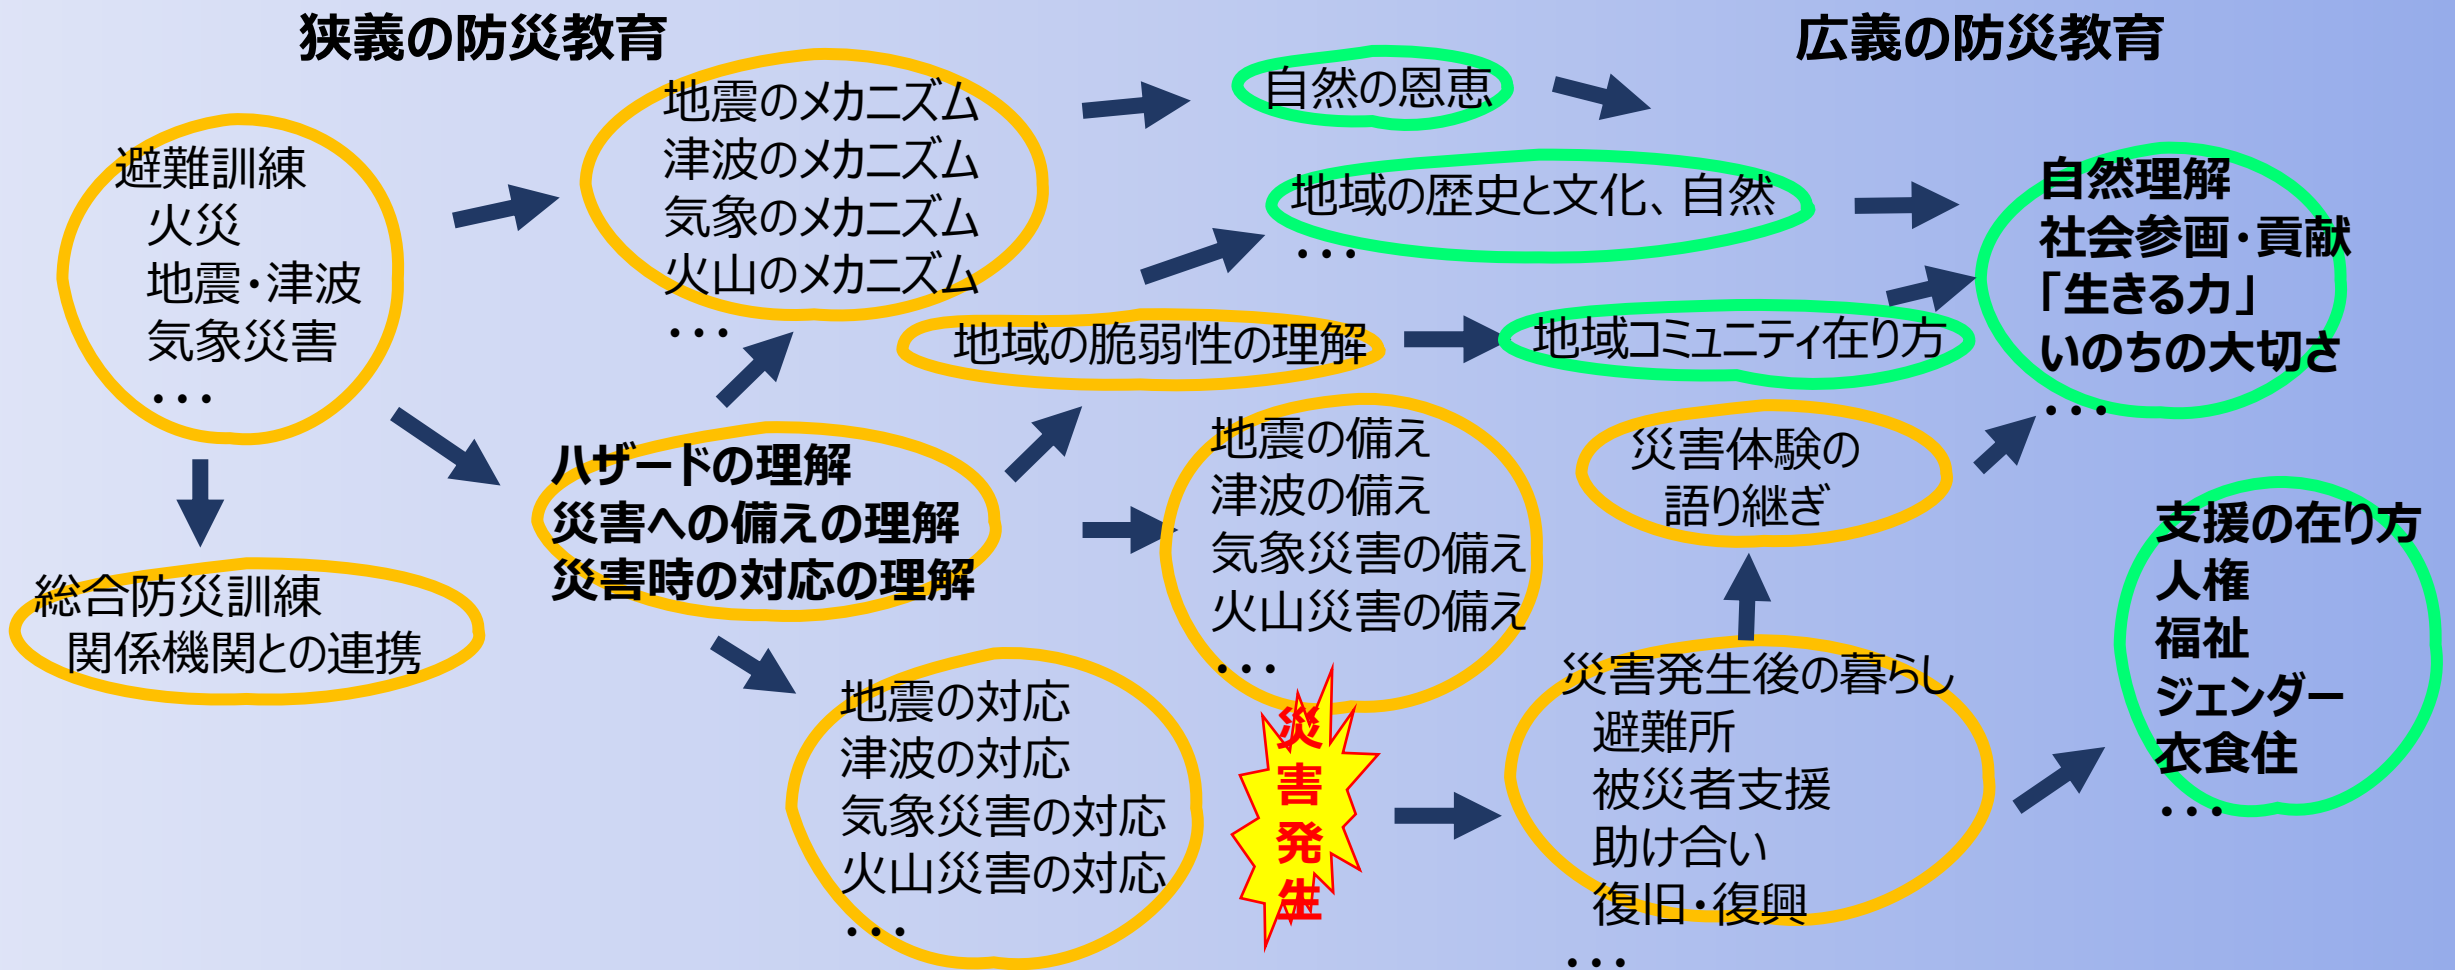 狭義の防災教育
広義の防災教育
避難訓練
火災
地震・津波
気象災害
・・・
総合防災訓練
関係機関との連携
地震のメカニズム
津波のメカニズム
気象のメカニズム
火山のメカニズム
・・・
ハザードの理解
災害への備えの理解
災害時の対応の理解
地域の脆弱性の理解
地震の対応
津波の対応
気象災害の対応
火山災害の対応
・・・
地震の備え
津波の備え
気象災害の備え
火山災害の備え
・・・
災
害
発
生
自然の恩恵
地域の歴史と文化、自然
・・・
地域コミュニティ在り方
災害体験の
語り継ぎ
災害発生後の暮らし
避難所
被災者支援
助け合い
復旧・復興
・・・
自然理解
社会参画・貢献
「生きる力」
いのちの大切さ
・・・
支援の在り方
人権
福祉
ジェンダー
衣食住
・・・